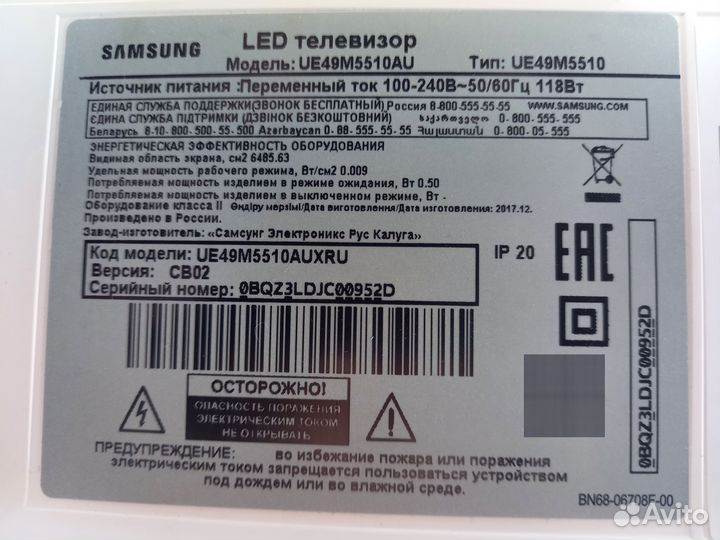 SAMSUNG
LED телевизор
Модель: UE49M5510AU Тип: UE49M5510
Источник питания :Переменный ток 100-240В~50/60Гц 118Вт
ЕДИНАЯ СЛУЖБА ПОДДЕРЖКИ(ЗВОНОК БЕСПЛАТНЫЙ) Россия 8-800-555-55-55 WWW.SAMSUNG.COM/
ЄДИНА СЛУЖБА ПІДТРИМКИ (ДЗВІНОК БЕЗКОШТОВНИЙ) საქართველო 0-800-555-555
Беларусь 8-10-800-500-55-500 Azərbaycan 0-88-555-55-55 Հայաստան 0-800-05-555
ЭНЕРГЕТИЧЕСКАЯ ЭФФЕКТИВНОСТЬ ОБОРУДОВАНИЯ
Видимая область экрана, см2 6485.63
Удельная мощность рабочего режима, Вт/см2 0.009
Потребляемая мощность изделием в режиме ожидания, Вт 0.50
Потребляемая мощность изделием в выключенном режиме, Вт -
Оборудование класса II Өндіру мерзімі/Дата виготовлення/Дата изготовления: 2017.12.
Произведено в России.
Завод-изготовитель: «Самсунг Электроникс Рус Калуга»
Код модели: UE49M5510AUXRU
Версия: CB02
Серийный номер: 0BQZ3LDJC00952D
IP 20
EAC
0BQZ3LDJC00952D
ОСТОРОЖНО!
ОПАСНОСТЬ ПОРАЖЕНИЯ
ЭЛЕКТРИЧЕСКИМ ТОКОМ
НЕ ОТКРЫВАТЬ
ПРЕДУПРЕЖДЕНИЕ: во избежание пожара или поражения
электрическим током запрещается пользоваться устройством
под дождем или во влажной среде.
BN68-06708F-00
Avito